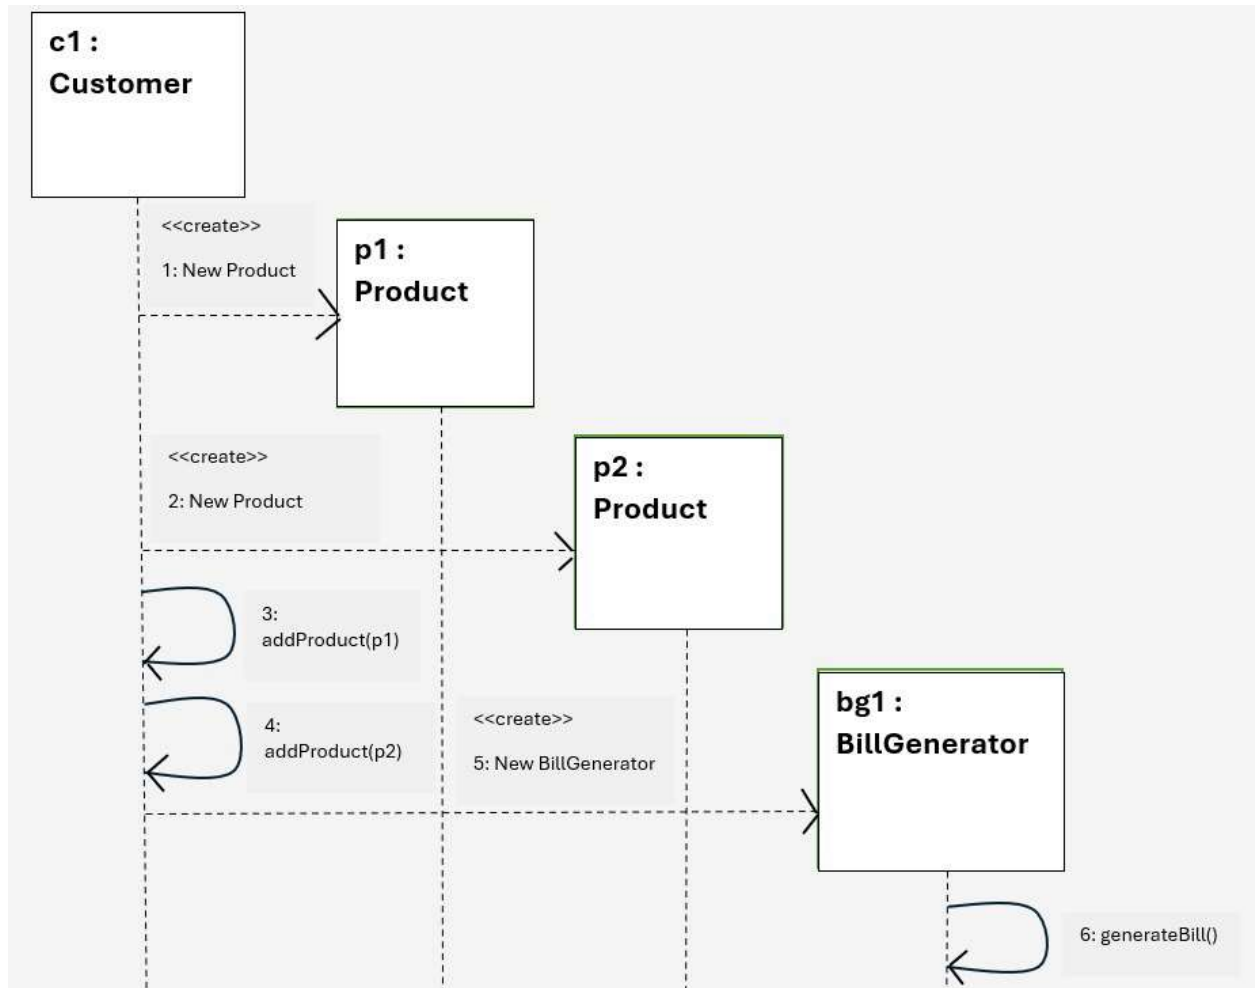 c1 :
Customer
<<create>>
1: New Product
p1 :
Product
<<create>>
2: New Product
p2 :
Product
3:
addProduct(p1)
4:
addProduct(p2)
<<create>>
5: New BillGenerator
bg1 :
BillGenerator
6: generateBill()